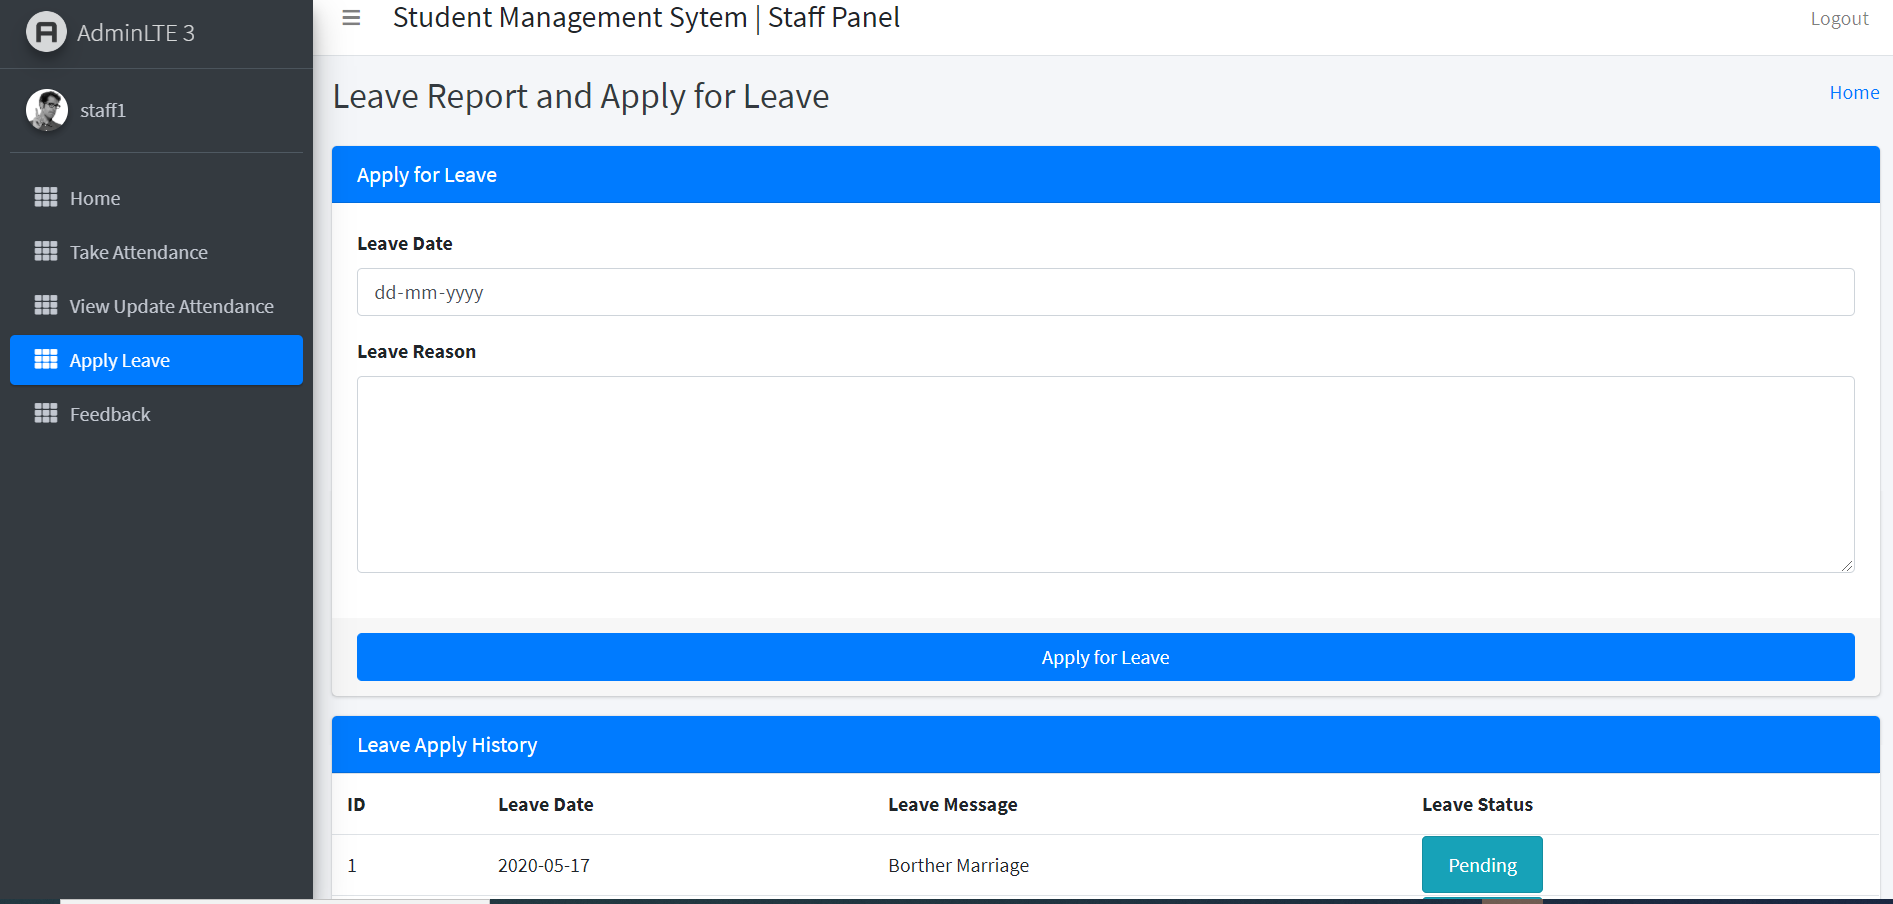 AdminLTE 3
Student Management Sytem | Staff Panel
Logout
staff1
Home
Take Attendance
View Update Attendance
Apply Leave
Feedback
Leave Report and Apply for Leave
Home
Apply for Leave
Leave Date
dd-mm-yyyy
Leave Reason
Apply for Leave
Leave Apply History
ID Leave Date Leave Message Leave Status
1 2020-05-17 Borther Marriage Pending